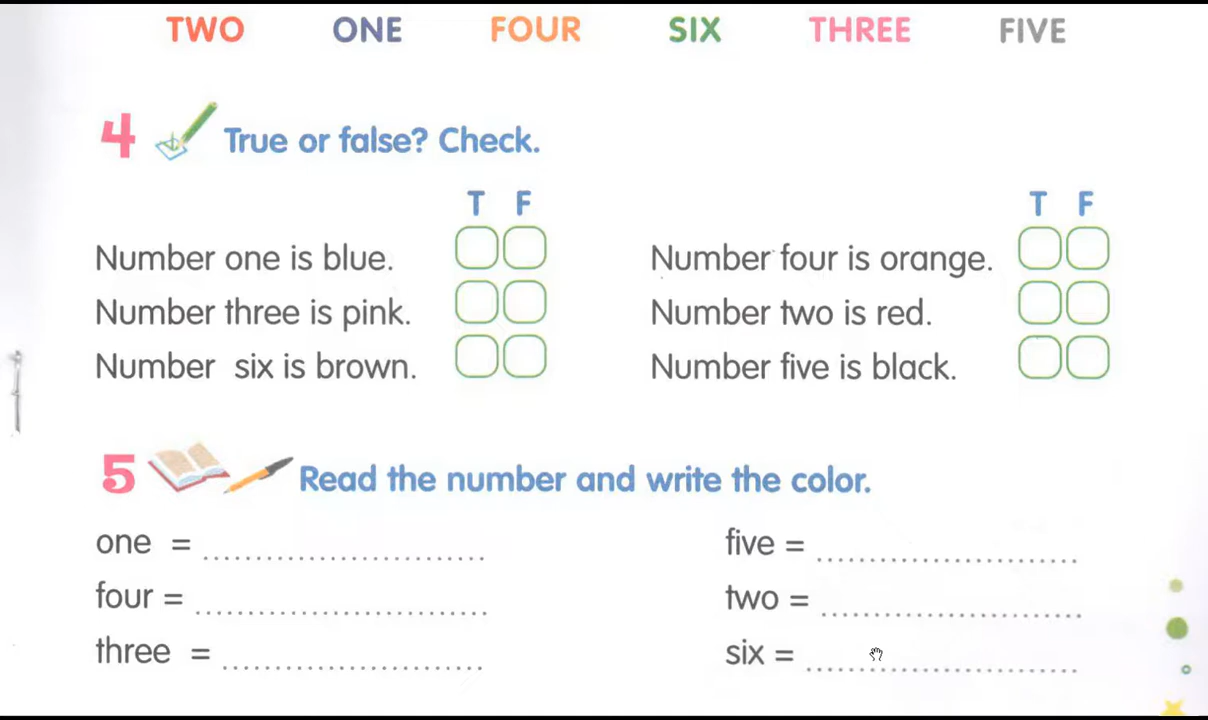 TWO ONE FOUR SIX THREE FIVE
4 True or false? Check.
T F
Number one is blue.
Number three is pink.
Number six is brown.
T F
Number four is orange.
Number two is red.
Number five is black.
5 Read the number and write the color.
one = ..............................
four = ..............................
three = ..............................
five = ..............................
two = ..............................
six = ..............................